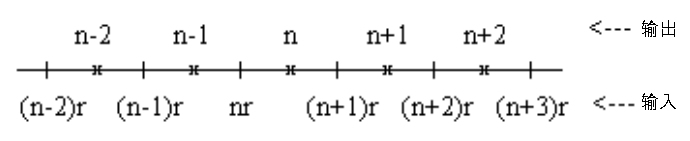 n-2 n-1 n n+1 n+2 <--- 输出
(n-2)r (n-1)r nr (n+1)r (n+2)r (n+3)r <--- 输入